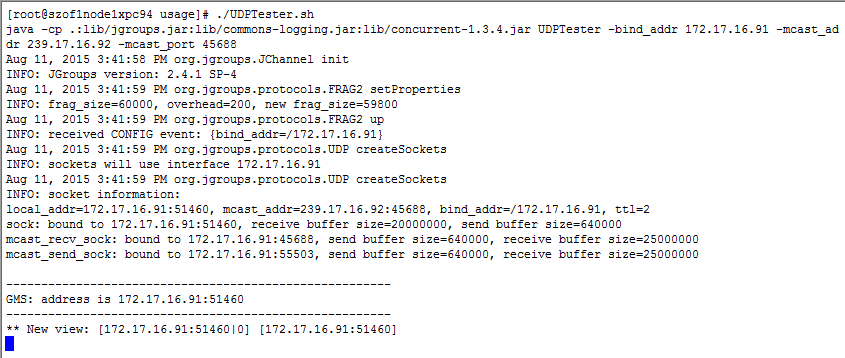 [root@szof1node1xpc94 usage]# ./UDPTester.sh
java -cp .:lib/jgroups.jar:lib/commons-logging.jar:lib/concurrent-1.3.4.jar UDPTester -bind_addr 172.17.16.91 -mcast_ad
dr 239.17.16.92 -mcast_port 45688
Aug 11, 2015 3:41:58 PM org.jgroups.JChannel init
INFO: JGroups version: 2.4.1 SP-4
Aug 11, 2015 3:41:59 PM org.jgroups.protocols.FRAG2 setProperties
INFO: frag_size=60000, overhead=200, new frag_size=59800
Aug 11, 2015 3:41:59 PM org.jgroups.protocols.FRAG2 up
INFO: received CONFIG event: {bind_addr=/172.17.16.91}
Aug 11, 2015 3:41:59 PM org.jgroups.protocols.UDP createSockets
INFO: sockets will use interface 172.17.16.91
Aug 11, 2015 3:41:59 PM org.jgroups.protocols.UDP createSockets
INFO: socket information:
local_addr=172.17.16.91:51460, mcast_addr=239.17.16.92:45688, bind_addr=/172.17.16.91, ttl=2
sock: bound to 172.17.16.91:51460, receive buffer size=20000000, send buffer size=640000
mcast_recv_sock: bound to 172.17.16.91:45688, send buffer size=640000, receive buffer size=25000000
mcast_send_sock: bound to 172.17.16.91:55503, send buffer size=640000, receive buffer size=25000000
-------------------------------------------------------
GMS: address is 172.17.16.91:51460
-------------------------------------------------------
** New view: [172.17.16.91:51460|0] [172.17.16.91:51460]